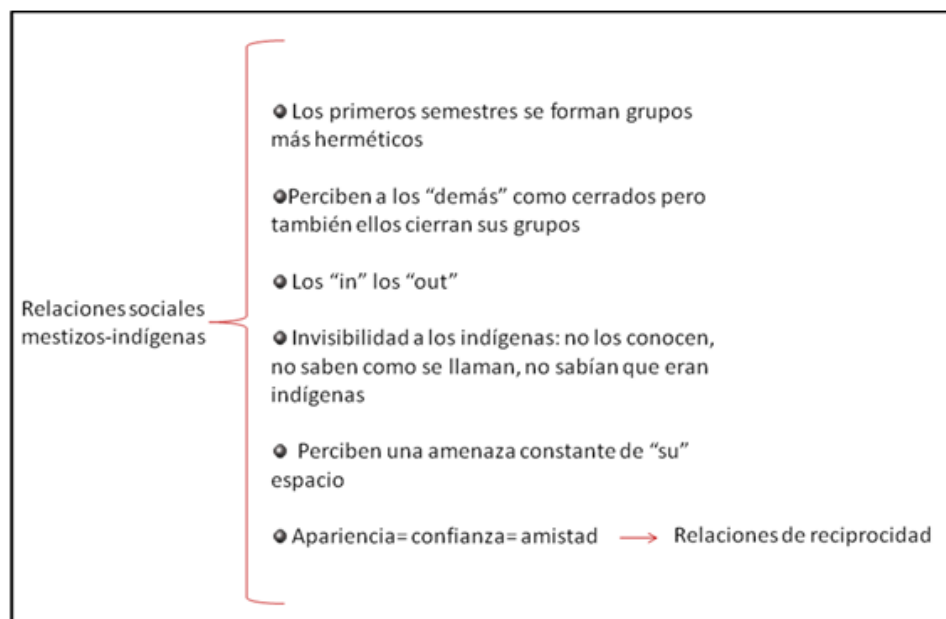 Los primeros semestres se forman grupos
más herméticos
Perciben a los “demás” como cerrados pero
también ellos cierran sus grupos
Los “in” los “out”
Relaciones sociales
mestizos-indígenas
Invisibilidad a los indígenas: no los conocen,
no saben como se llaman, no sabían que eran
indígenas
Perciben una amenaza constante de “su”
espacio
Apariencia= confianza= amistad → Relaciones de reciprocidad